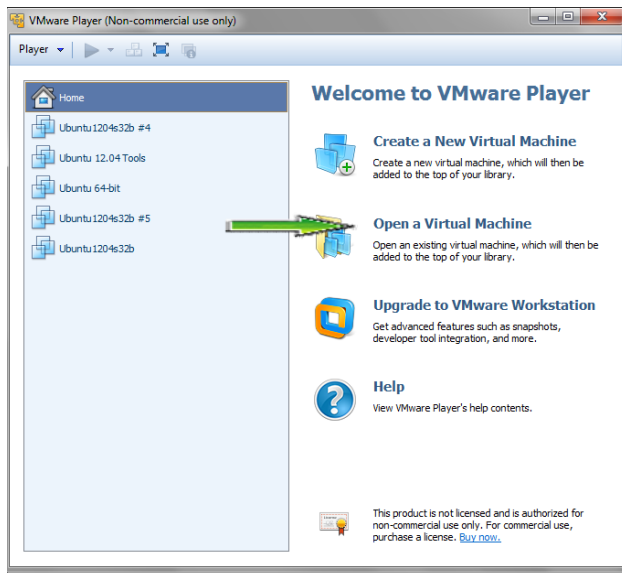 VMware Player (Non-commercial use only)
Player
Home
Ubuntu1204s32b #4
Ubuntu 12.04 Tools
Ubuntu 64-bit
Ubuntu1204s32b #5
Ubuntu1204s32b
Welcome to VMware Player
Create a New Virtual Machine
Create a new virtual machine, which will then be
added to the top of your library.
Open a Virtual Machine
Open an existing virtual machine, which will then be
added to the top of your library.
Upgrade to VMware Workstation
Get advanced features such as snapshots,
developer tool integration, and more.
Help
View VMware Player's help contents.
This product is not licensed and is authorized for
non-commercial use only. For commercial use,
purchase a license. Buy now.